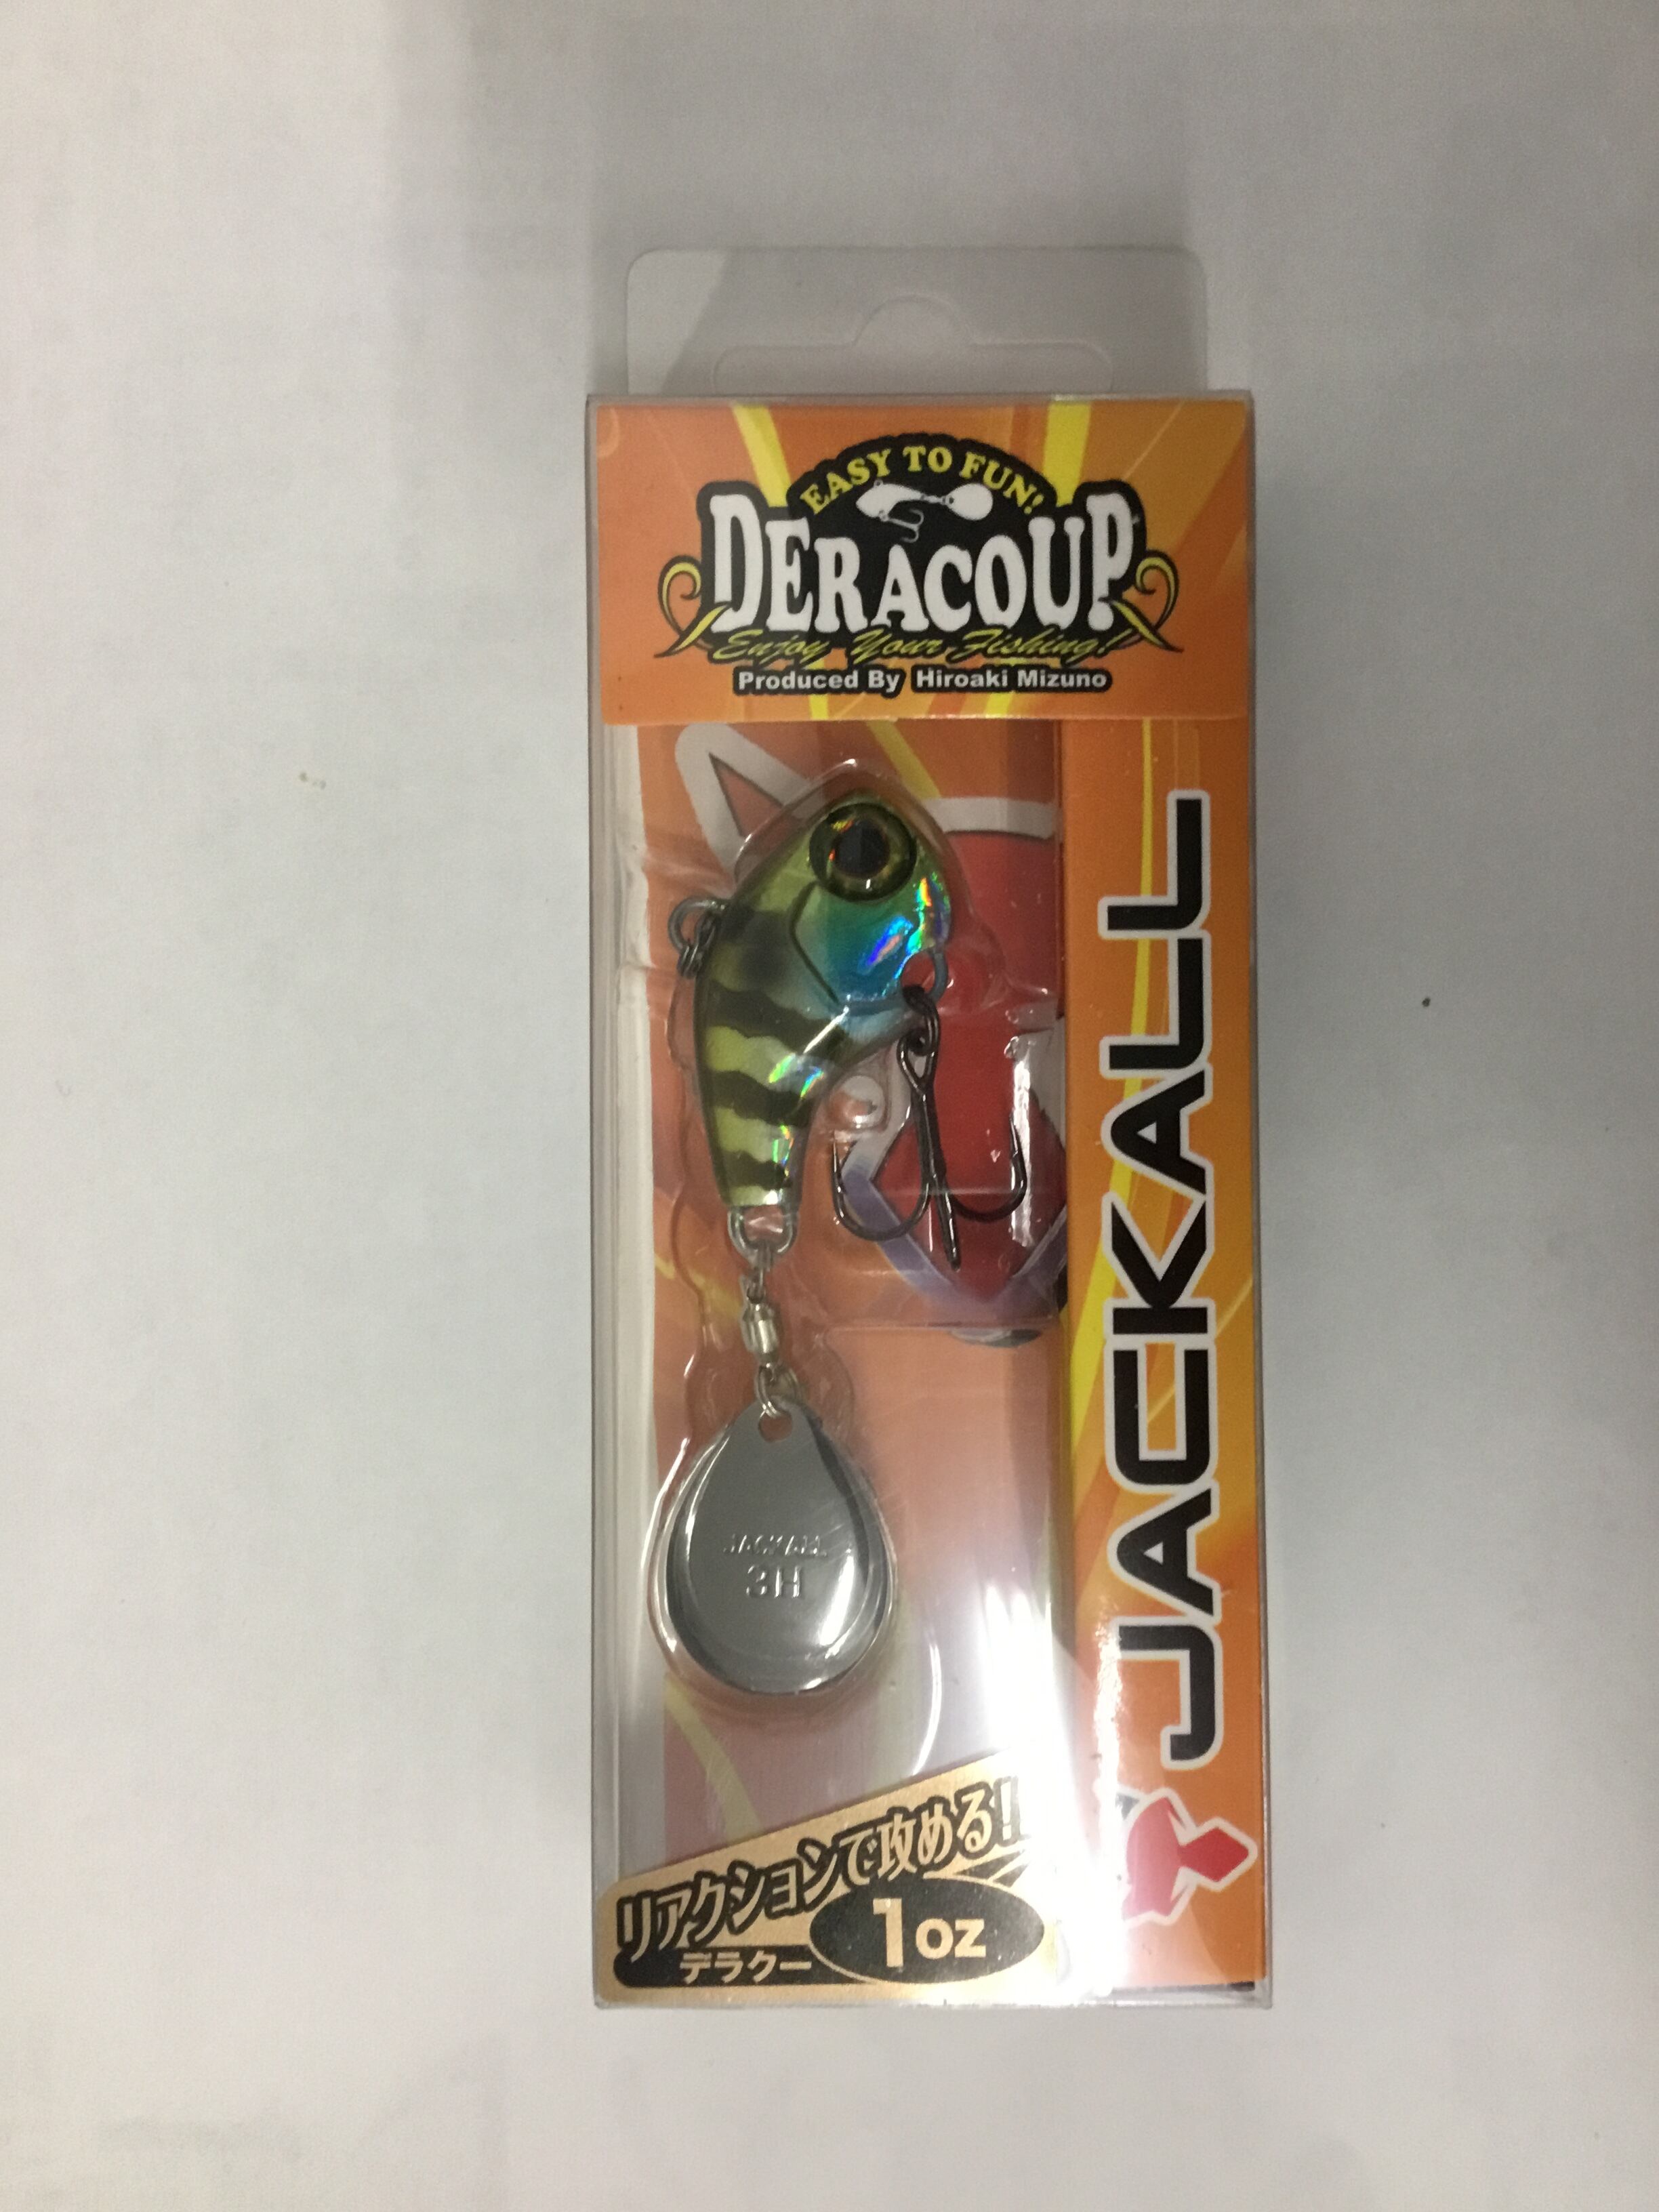 EASY TO FUN!
DERACOUP
Enjoy Your Fishing!
Produced By Hiroaki Mizuno
JACKALL
JACKALL
3H
リアクションで攻める!
デラクー
1oz